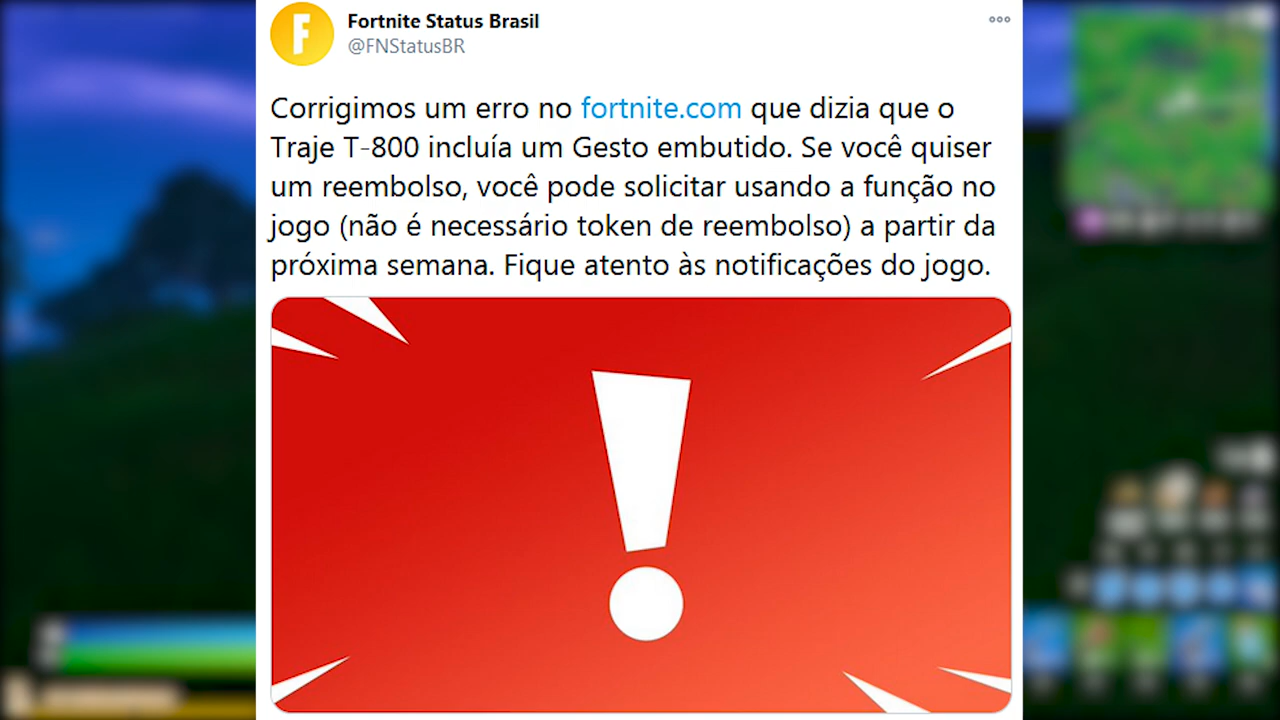 Fortnite Status Brasil
@FNStatusBR
Corrigimos um erro no fortnite.com que dizia que o
Traje T-800 incluía um Gesto embutido. Se você quiser
um reembolso, você pode solicitar usando a função no
jogo (não é necessário token de reembolso) a partir da
próxima semana. Fique atento às notificações do jogo.
!